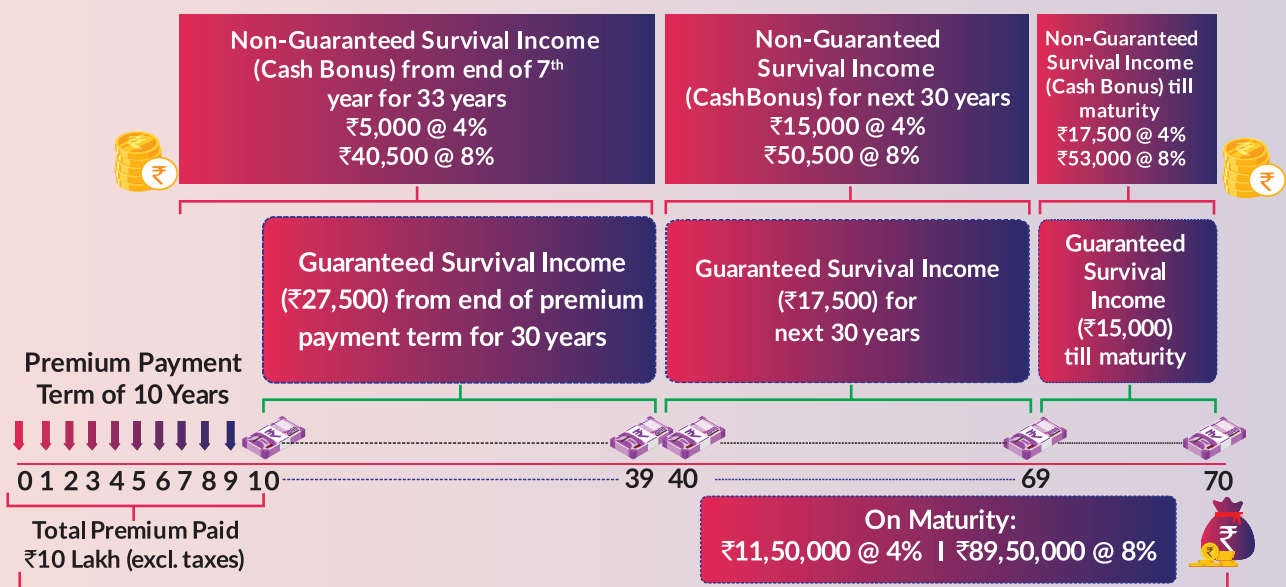 Non-Guaranteed Survival Income
(Cash Bonus) from end of 7th
year for 33 years
₹5,000 @ 4%
₹40,500 @ 8%
Non-Guaranteed
Survival Income
(CashBonus) for next 30 years
₹15,000 @ 4%
₹50,500 @ 8%
Non-Guaranteed
Survival Income
(Cash Bonus) till
maturity
₹17,500 @ 4%
₹53,000 @ 8%
₹
₹
Guaranteed Survival Income
(₹27,500) from end of premium
payment term for 30 years
Guaranteed Survival Income
(₹17,500) for
next 30 years
Guaranteed
Survival
Income
(₹15,000)
till maturity
Premium Payment
Term of 10 Years
0 1 2 3 4 5 6 7 8 9 10 39 40 69 70
Total Premium Paid
₹10 Lakh (excl. taxes)
On Maturity:
₹11,50,000 @ 4% I ₹89,50,000 @ 8%
₹
₹